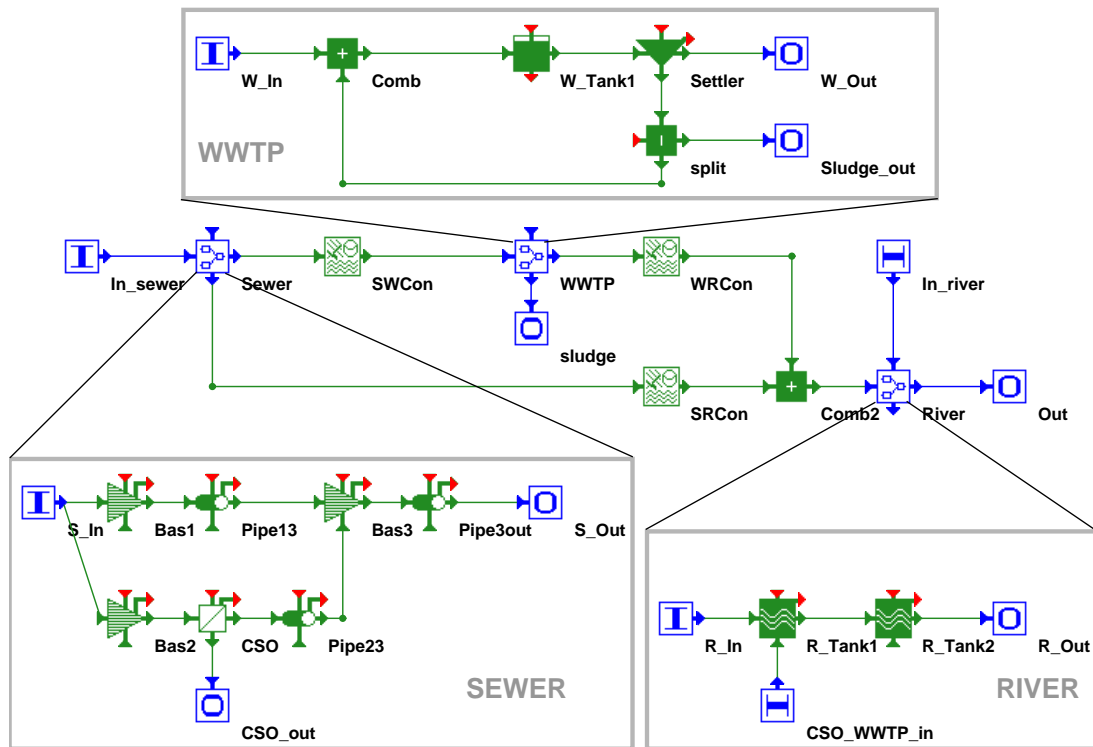 W_In
Comb
W_Tank1
Settler
W_Out
WWTP
split
Sludge_out
In_sewer
Sewer
SWCon
WWTP
WRCon
In_river
sludge
SRCon
Comb2
River
Out
S_In
Bas1
Pipe13
Bas3
Pipe3out
S_Out
Bas2
CSO
Pipe23
SEWER
CSO_out
R_In
R_Tank1
R_Tank2
R_Out
RIVER
CSO_WWTP_in